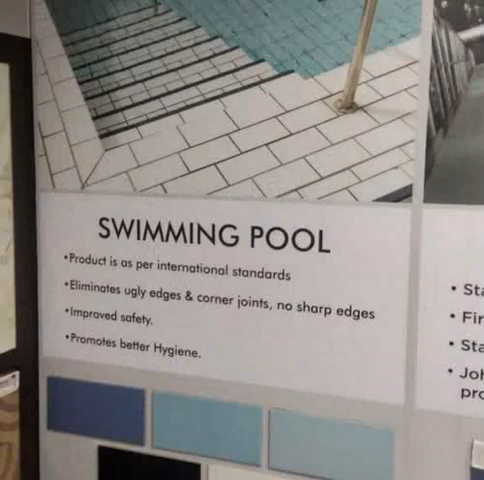 SWIMMING POOL
•Product is as per international standards
•Eliminates ugly edges & corner joints, no sharp edges
•Improved safety.
•Promotes better Hygiene.
•
•
•
•